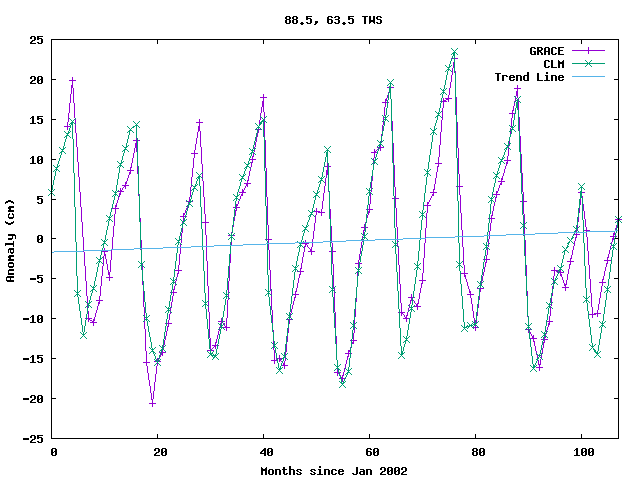 88.5, 63.5 TWS
GRACE
CLM
Trend Line
25
20
15
10
5
0
-5
-10
-15
-20
-25
Anomaly (cm)
0 20 40 60 80 100
Months since Jan 2002